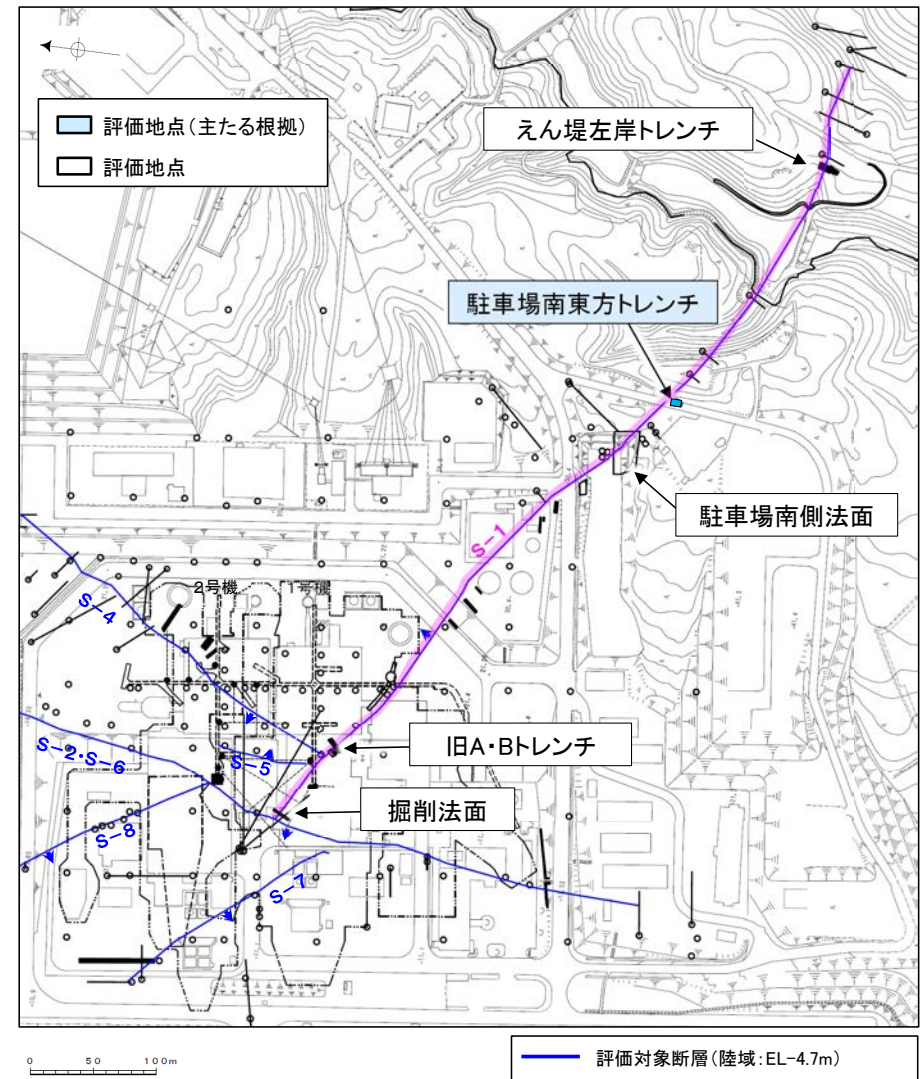 評価地点（主たる根拠）
評価地点
えん堤左岸トレンチ
駐車場南東方トレンチ
駐車場南側法面
S-1
2号機
1号機
S-4
旧A・Bトレンチ
S-2・S-6
S-5
掘削法面
S-8
S-7
0 50 100m
評価対象断層（陸域：EL-4.7m）